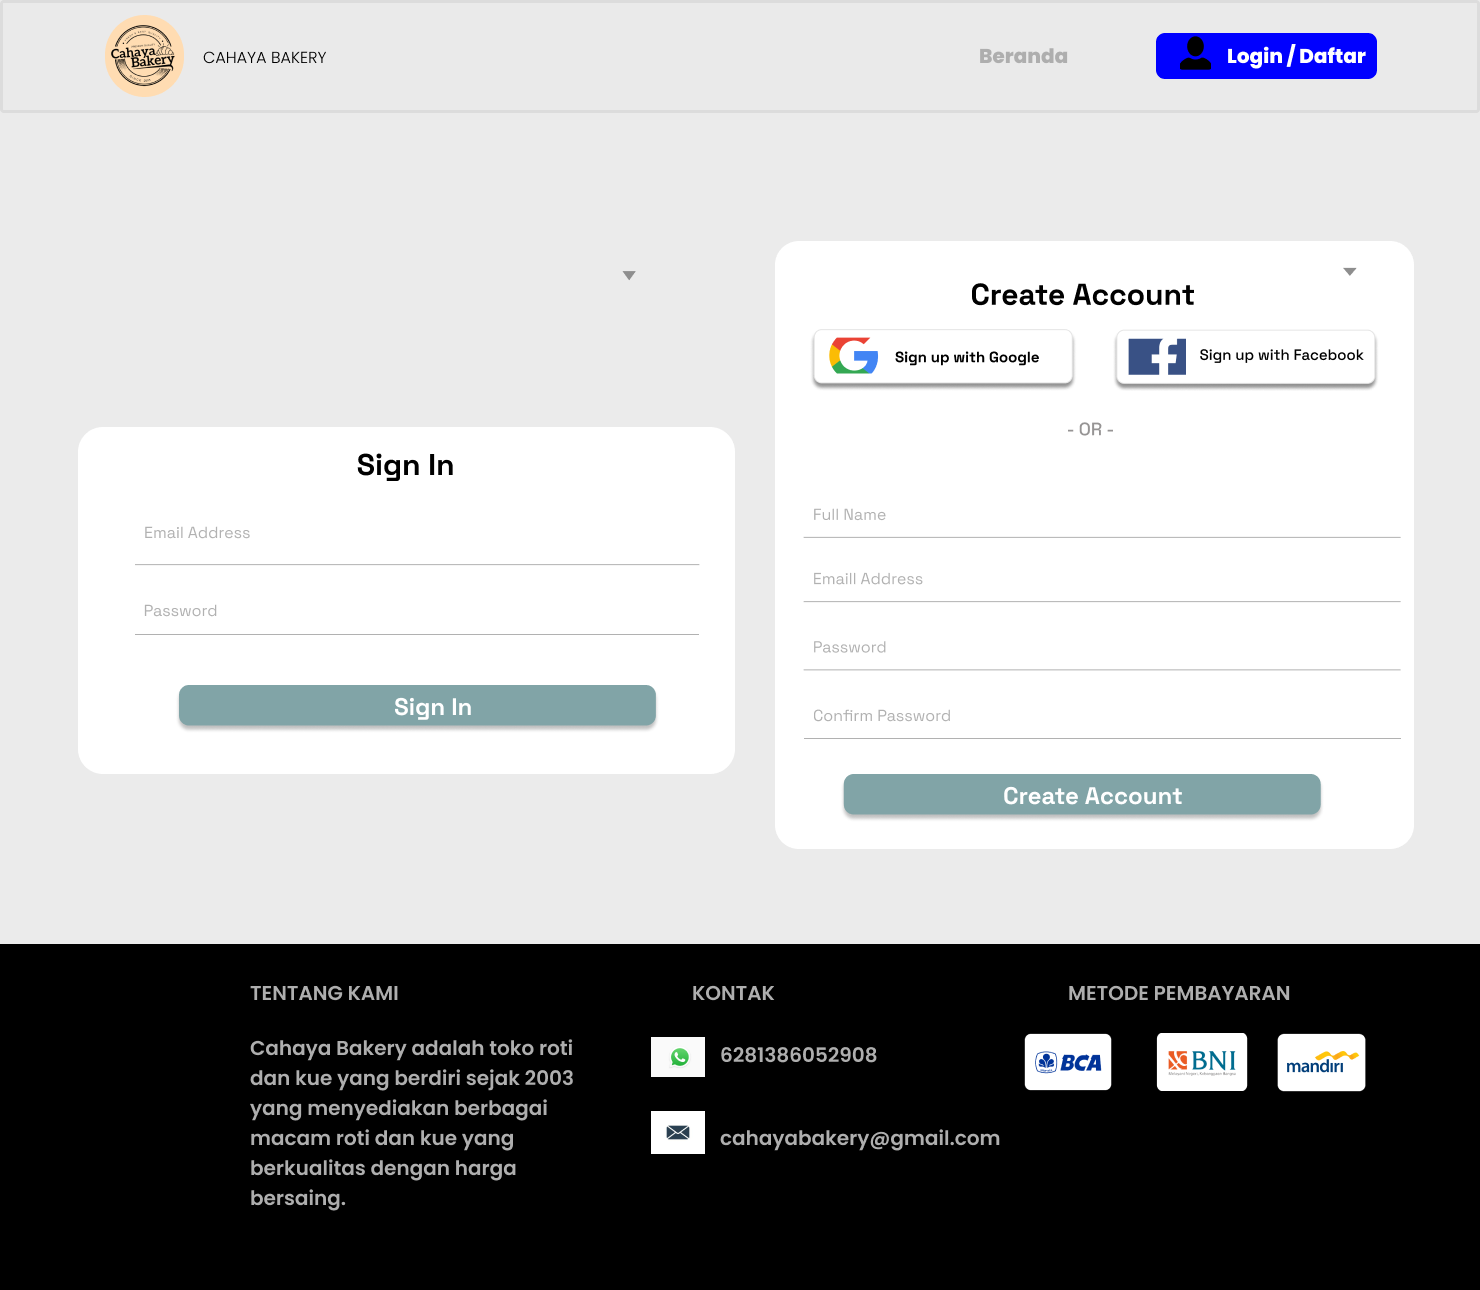 Cahaya
Bakery
CAHAYA BAKERY
Beranda
Login / Daftar
Sign In
Email Address
Password
Sign In
Create Account
Sign up with Google
Sign up with Facebook
- OR -
Full Name
Emaill Address
Password
Confirm Password
Create Account
TENTANG KAMI
Cahaya Bakery adalah toko roti
dan kue yang berdiri sejak 2003
yang menyediakan berbagai
macam roti dan kue yang
berkualitas dengan harga
bersaing.
KONTAK
6281386052908
cahayabakery@gmail.com
METODE PEMBAYARAN
BCA
BNI
mandiri